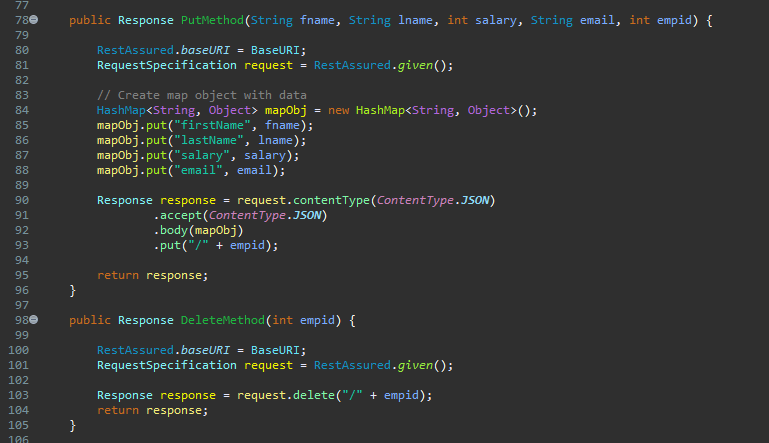 77
78 public Response PutMethod(String fname, String lname, int salary, String email, int empid) {
79
80 RestAssured.baseURI = BaseURI;
81 RequestSpecification request = RestAssured.given();
82
83 // Create map object with data
84 HashMap<String, Object> mapObj = new HashMap<String, Object>();
85 mapObj.put("firstName", fname);
86 mapObj.put("lastName", lname);
87 mapObj.put("salary", salary);
88 mapObj.put("email", email);
89
90 Response response = request.contentType(ContentType.JSON)
91 .accept(ContentType.JSON)
92 .body(mapObj)
93 .put("/" + empid);
94
95 return response;
96 }
97
98 public Response DeleteMethod(int empid) {
99
100 RestAssured.baseURI = BaseURI;
101 RequestSpecification request = RestAssured.given();
102
103 Response response = request.delete("/" + empid);
104 return response;
105 }
106